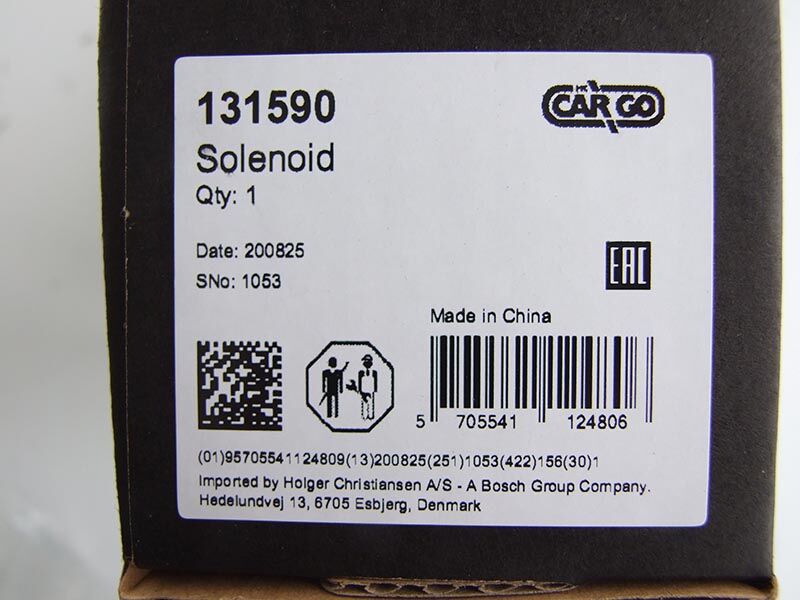 131590
HC CARGO
Solenoid
Qty: 1
Date: 200825
EAC
SNo: 1053
Made in China
5 705541 124806
(01)95705541124809(13)200825(251)1053(422)156(30)1
Imported by Holger Christiansen A/S - A Bosch Group Company.
Hedelundvej 13, 6705 Esbjerg, Denmark